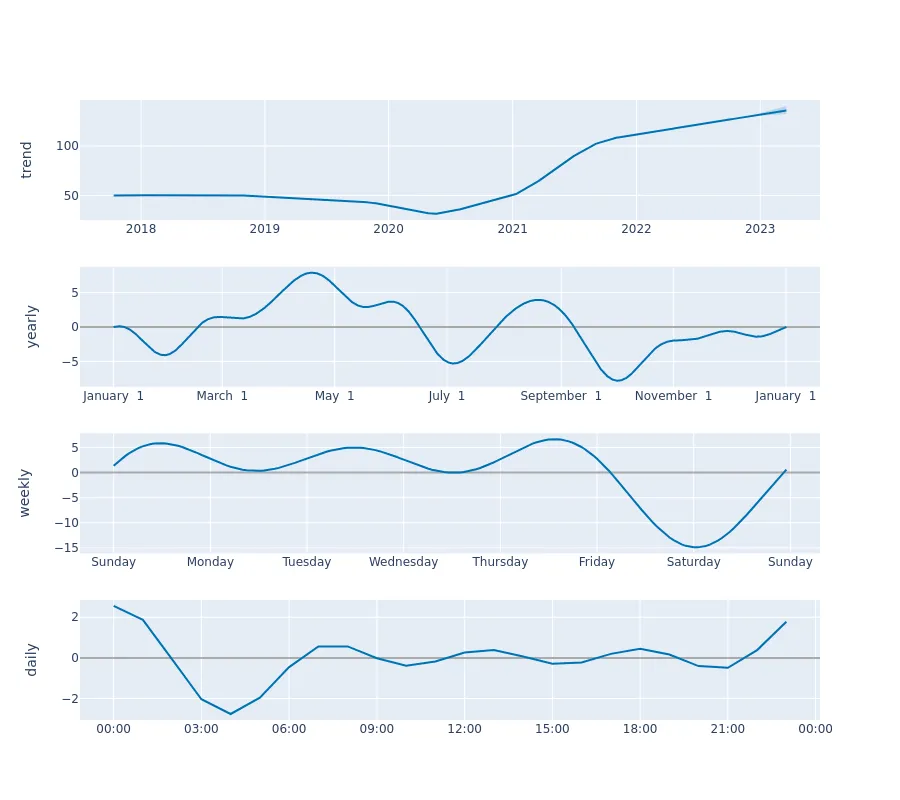 trend
100
50
2018 2019 2020 2021 2022 2023
yearly
5
0
−5
January 1 March 1 May 1 July 1 September 1 November 1 January 1
weekly
5
0
−5
−10
−15
Sunday Monday Tuesday Wednesday Thursday Friday Saturday Sunday
daily
2
0
−2
00:00 03:00 06:00 09:00 12:00 15:00 18:00 21:00 00:00